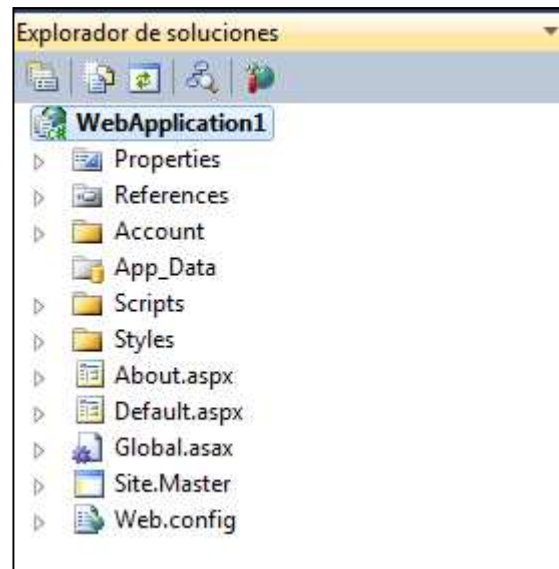 Explorador de soluciones
WebApplication1
Properties
References
Account
App_Data
Scripts
Styles
About.aspx
Default.aspx
Global.asax
Site.Master
Web.config